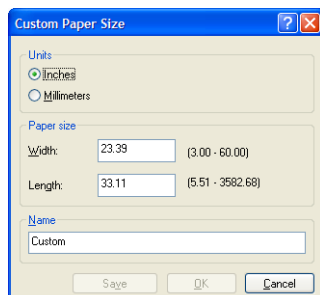 Custom Paper Size
Units
Inches
Millimeters
Paper size
Width: 23.39 (3.00 - 60.00)
Length: 33.11 (5.51 - 3582.68)
Name
Custom
Save OK Cancel